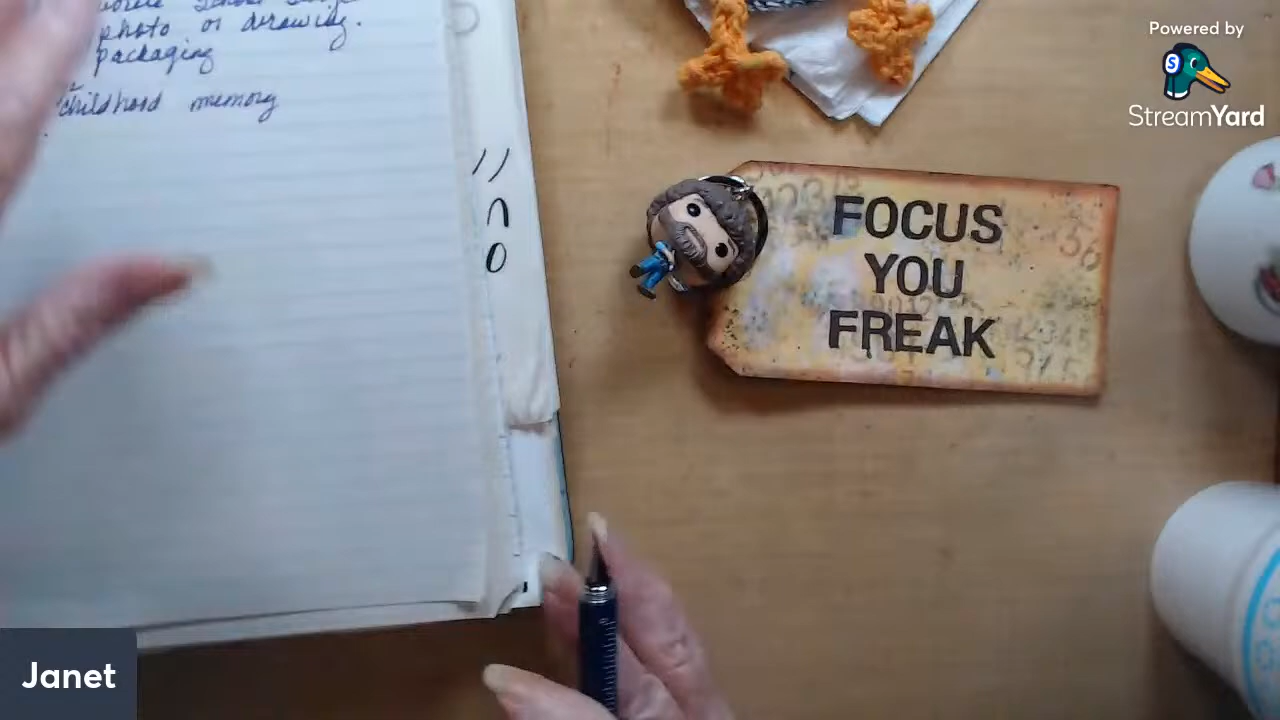 photo or drawing.
packaging
childhood memory
FOCUS
YOU
FREAK
Powered by
S
StreamYard
Janet